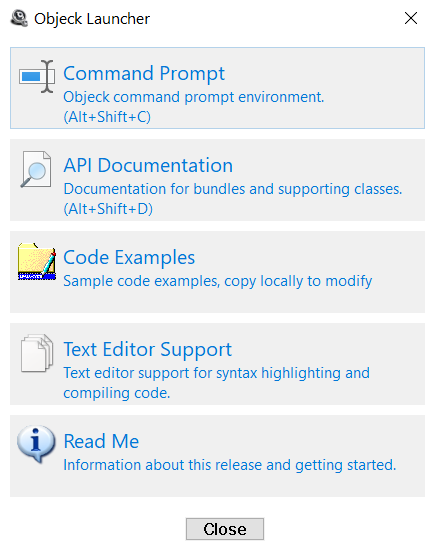 Objeck Launcher
Command Prompt
Objeck command prompt environment.
(Alt+Shift+C)
API Documentation
Documentation for bundles and supporting classes.
(Alt+Shift+D)
Code Examples
Sample code examples, copy locally to modify
Text Editor Support
Text editor support for syntax highlighting and
compiling code.
Read Me
Information about this release and getting started.
Close